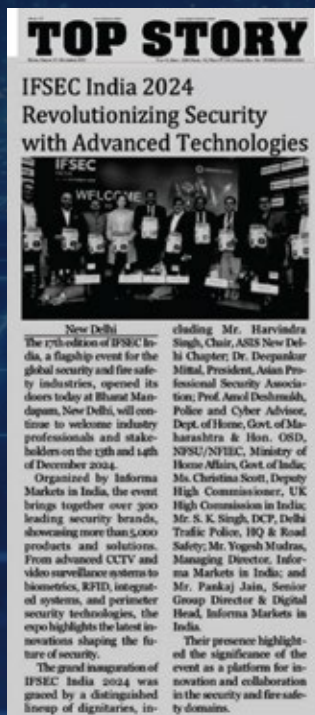 TOP STORY
IFSEC India 2024
Revolutionizing Security
with Advanced Technologies
IFSEC
INDIA
WELCOME
New Delhi
The 17th edition of IFSEC In-
dia, a flagship event for the
global security and fire safe-
ty industries, opened its
doors today at Bharat Man-
dapam, New Delhi, will con-
tinue to welcome industry
professionals and stake-
holders on the 13th and 14th
of December 2024.
Organized by Informa
Markets in India, the event
brings together over 300
leading security brands,
showcasing more than 5,000
products and solutions.
From advanced CCTV and
video surveillance systems to
biometrics, RFID, integrat-
ed systems, and perimeter
security technologies, the
expo highlights the latest in-
novations shaping the fu-
ture of security.
The grand inauguration of
IFSEC India 2024 was
graced by a distinguished
lineup of dignitaries, in-
cluding Mr. Harvindra
Singh, Chair, ASIS New Del-
hi Chapter; Dr. Deepankur
Mittal, President, Asian Pro-
fessional Security Associa-
tion; Prof. Amol Deshmukh,
Police and Cyber Advisor,
Dept. of Home, Govt. of Ma-
harashtra & Hon. OSD,
NFSU/NFIEC, Ministry of
Home Affairs, Govt. of India;
Ms. Christina Scott, Deputy
High Commissioner, UK
High Commission in India;
Mr. S. K. Singh, DCP, Delhi
Traffic Police, HQ & Road
Safety; Mr. Yogesh Mudras,
Managing Director, Infor-
ma Markets in India; and
Mr. Pankaj Jain, Senior
Group Director & Digital
Head, Informa Markets in
India.
Their presence highlight-
ed the significance of the
event as a platform for in-
novation and collaboration
in the security and fire safe-
ty domains.